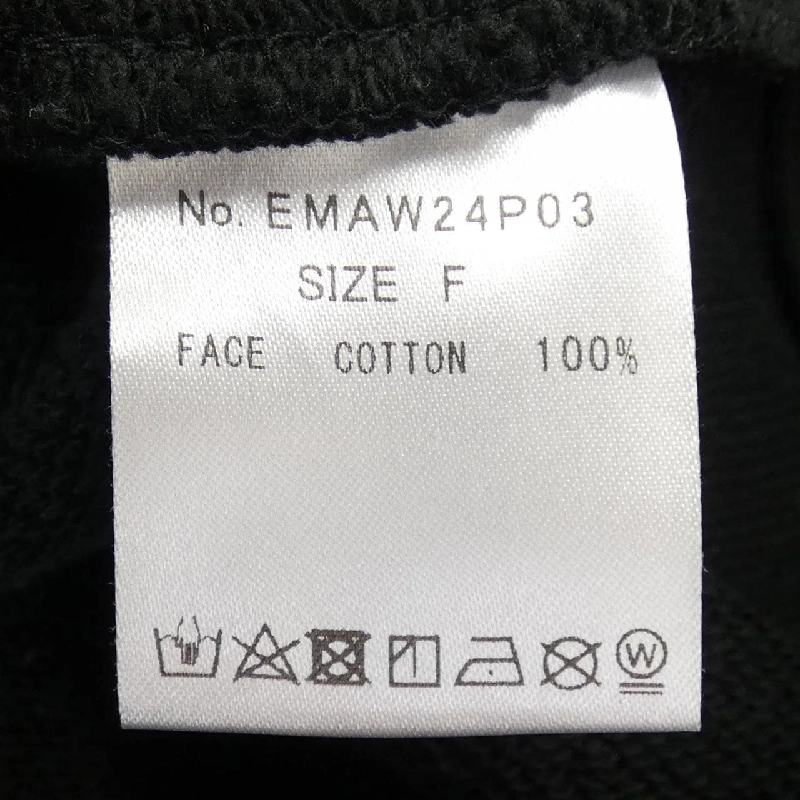 No. EMAW24P03
SIZE F
FACE COTTON 100%
W